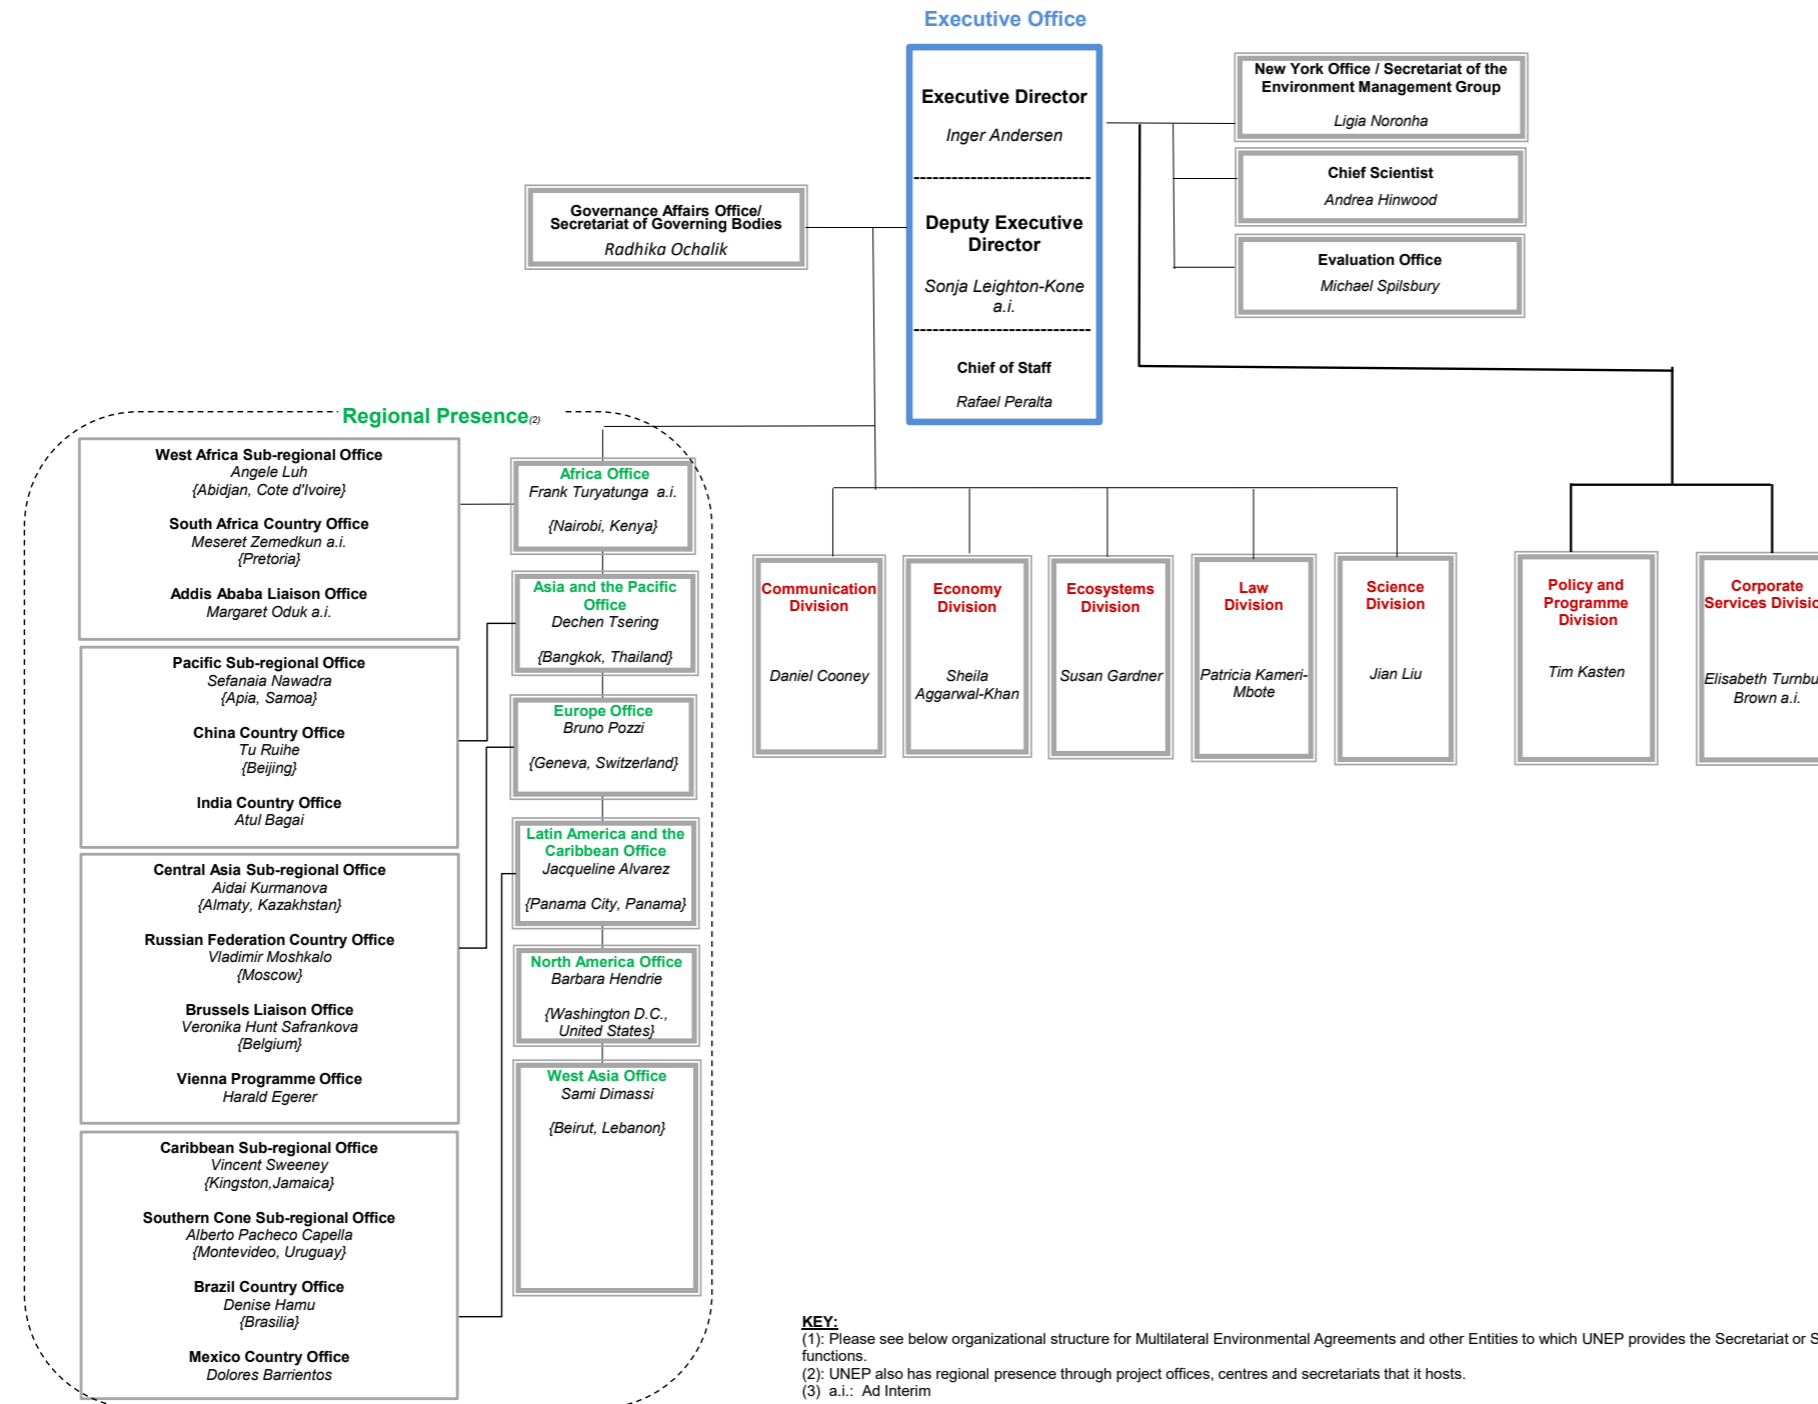 Executive Office
Executive Director
Inger Andersen
Deputy Executive
Director
Sonja Leighton-Kone
a.i.
Chief of Staff
Rafael Peralta
New York Office / Secretariat of the
Environment Management Group
Ligia Noronha
Chief Scientist
Andrea Hinwood
Evaluation Office
Michael Spilsbury
Governance Affairs Office/
Secretariat of Governing Bodies
Radhika Ochalik
Regional Presence(2)
West Africa Sub-regional Office
Angele Luh
{Abidjan, Cote d'Ivoire}
South Africa Country Office
Meseret Zemedkun a.i.
{Pretoria}
Addis Ababa Liaison Office
Margaret Oduk a.i.
Pacific Sub-regional Office
Sefanaia Nawadra
{Apia, Samoa}
China Country Office
Tu Ruihe
{Beijing}
India Country Office
Atul Bagai
Central Asia Sub-regional Office
Aidai Kurmanova
{Almaty, Kazakhstan}
Russian Federation Country Office
Vladimir Moshkalo
{Moscow}
Brussels Liaison Office
Veronika Hunt Safrankova
{Belgium}
Vienna Programme Office
Harald Egerer
Caribbean Sub-regional Office
Vincent Sweeney
{Kingston,Jamaica}
Southern Cone Sub-regional Office
Alberto Pacheco Capella
{Montevideo, Uruguay}
Brazil Country Office
Denise Hamu
{Brasilia}
Mexico Country Office
Dolores Barrientos
Africa Office
Frank Turyatunga a.i.
{Nairobi, Kenya}
Asia and the Pacific
Office
Dechen Tsering
{Bangkok, Thailand}
Europe Office
Bruno Pozzi
{Geneva, Switzerland}
Latin America and the
Caribbean Office
Jacqueline Alvarez
{Panama City, Panama}
North America Office
Barbara Hendrie
{Washington D.C.,
United States}
West Asia Office
Sami Dimassi
{Beirut, Lebanon}
Communication
Division
Daniel Cooney
Economy
Division
Sheila
Aggarwal-Khan
Ecosystems
Division
Susan Gardner
Law
Division
Patricia Kameri-
Mbote
Science
Division
Jian Liu
Policy and
Programme
Division
Tim Kasten
Corporate
Services Divisio
Elisabeth Turnbu
Brown a.i.
KEY:
(1): Please see below organizational structure for Multilateral Environmental Agreements and other Entities to which UNEP provides the Secretariat or S
functions.
(2): UNEP also has regional presence through project offices, centres and secretariats that it hosts.
(3) a.i.: Ad Interim